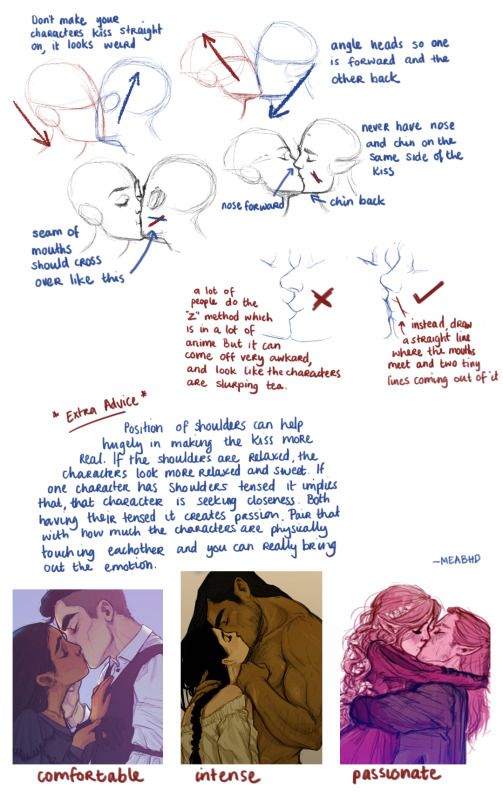 Don't make your
characters kiss straight
on, it looks weird
angle heads so one
is forward and the
other back
never have nose
and chin on the
same side of the
kiss
nose forward
chin back
seam of
mouths
should cross
over like this
a lot of
people do the
"Z" method which
is in a lot of
anime But it can
come off very awkard,
and look like the characters
are slurping tea.
instead, draw
a straight line
where the mouths
meet and two tiny
lines coming out of it
* Extra Advice *
Position of shoulders can help
hugely in making the kiss more
real. If the shoulders are relaxed, the
characters look more relaxed and sweet. If
one character has shoulders tensed it implies
that, that character is seeking closeness. Both
having their tensed it creates passion. Pair that
with how much the characters are physically
touching eachother and you can really bring
out the emotion.
~MEABHD
comfortable
intense
passionate